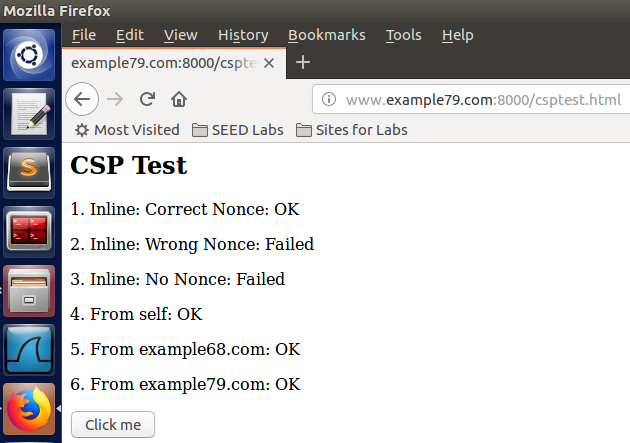 Mozilla Firefox
File Edit View History Bookmarks Tools Help
example79.com:8000/cspte
www.example79.com:8000/csptest.html
Most Visited SEED Labs Sites for Labs
CSP Test
1. Inline: Correct Nonce: OK
2. Inline: Wrong Nonce: Failed
3. Inline: No Nonce: Failed
4. From self: OK
5. From example68.com: OK
6. From example79.com: OK
Click me